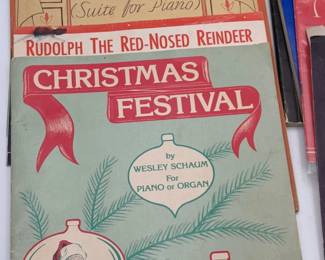 (Suite for Piano)
RUDOLPH THE RED-NOSED REINDEER
CHRISTMAS
FESTIVAL
by
WESLEY SCHAUM
For
PIANO or ORGAN